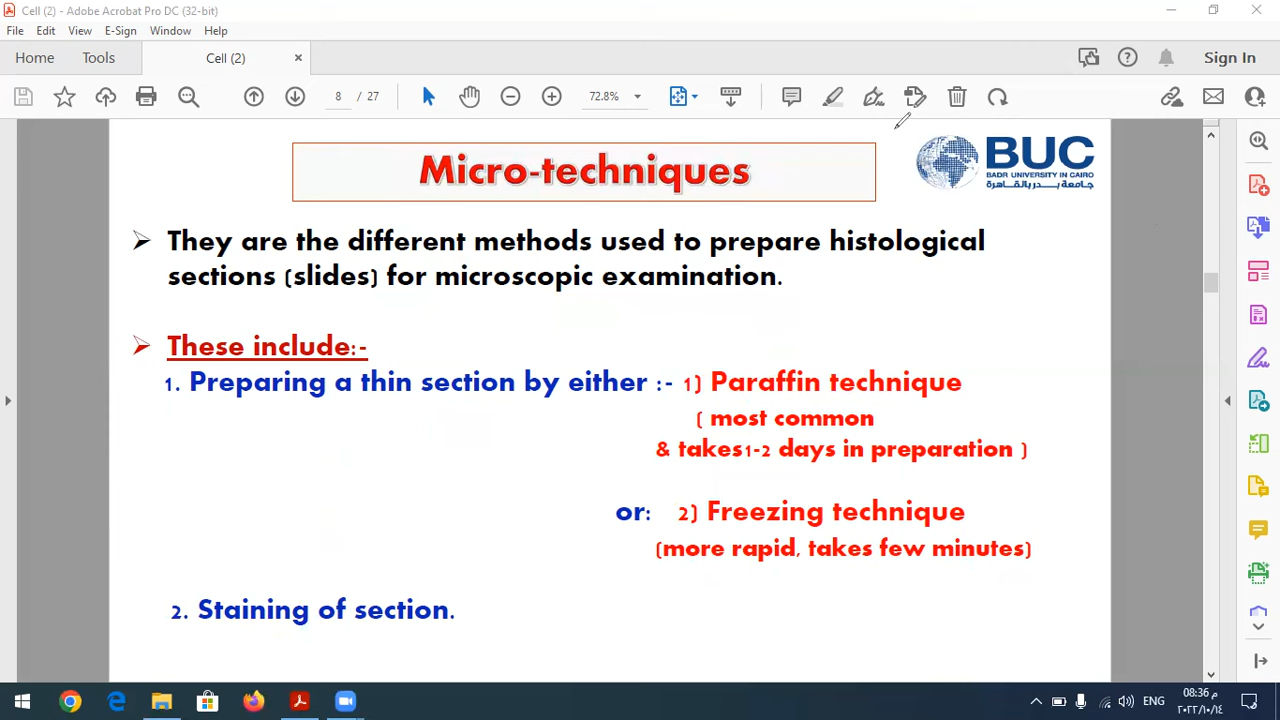 Cell (2) - Adobe Acrobat Pro DC (32-bit)
File Edit View E-Sign Window Help
Home Tools Cell (2) Sign In
8 / 27 72.8%
Micro-techniques
BUC
BADR UNIVERSITY IN CAIRO
جامعة بدر بالقاهرة
They are the different methods used to prepare histological
sections (slides) for microscopic examination.
These include:-
1. Preparing a thin section by either :- 1) Paraffin technique
( most common
& takes1-2 days in preparation )
or: 2) Freezing technique
(more rapid, takes few minutes)
2. Staining of section.
ENG
08:36 م
٢٠٢٢/١٠/١٤